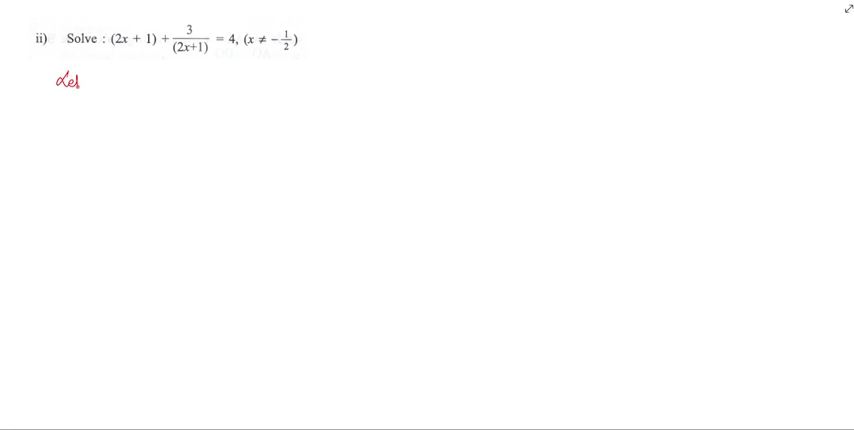 ii) Solve : (2x + 1) + 3/(2x+1) = 4, (x ≠ − 1/2)
Let